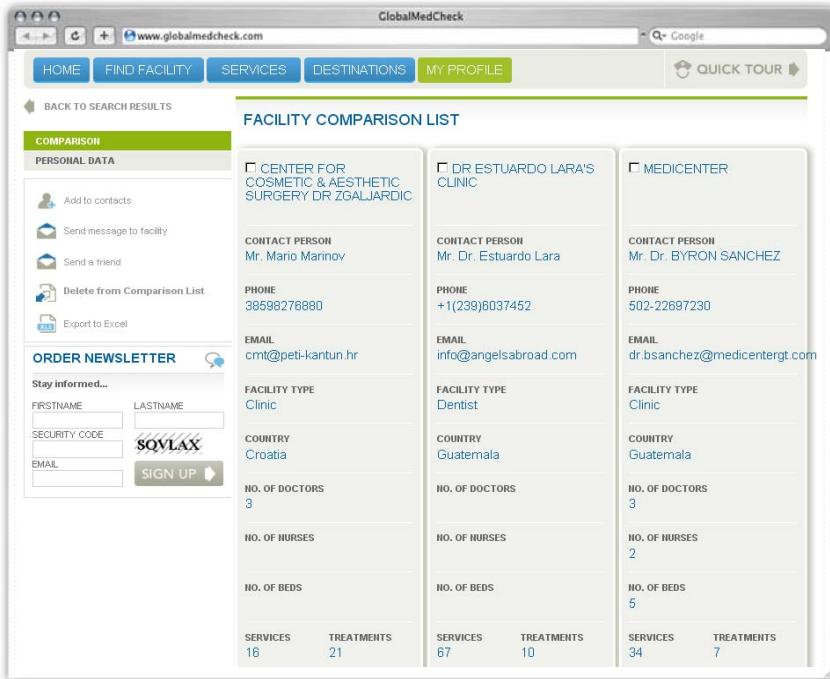 GlobalMedCheck
www.globalmedcheck.com
Google
HOME FIND FACILITY SERVICES DESTINATIONS MY PROFILE QUICK TOUR
BACK TO SEARCH RESULTS
COMPARISON
PERSONAL DATA
Add to contacts
Send message to facility
Send a friend
Delete from Comparison List
XLS
Export to Excel
ORDER NEWSLETTER
Stay informed...
FIRSTNAME LASTNAME
SECURITY CODE
SQVLAX
EMAIL
SIGN UP
FACILITY COMPARISON LIST
CENTER FOR
COSMETIC & AESTHETIC
SURGERY DR ZGALJARDIC
CONTACT PERSON
Mr. Mario Marinov
PHONE
38598276880
EMAIL
cmt@peti-kantun.hr
FACILITY TYPE
Clinic
COUNTRY
Croatia
NO. OF DOCTORS
3
NO. OF NURSES
NO. OF BEDS
SERVICES TREATMENTS
16 21
DR ESTUARDO LARA'S
CLINIC
CONTACT PERSON
Mr. Dr. Estuardo Lara
PHONE
+1(239)6037452
EMAIL
info@angelsabroad.com
FACILITY TYPE
Dentist
COUNTRY
Guatemala
NO. OF DOCTORS
NO. OF NURSES
NO. OF BEDS
SERVICES TREATMENTS
67 10
MEDICENTER
CONTACT PERSON
Mr. Dr. BYRON SANCHEZ
PHONE
502-22697230
EMAIL
dr.bsanchez@medicentergt.com
FACILITY TYPE
Clinic
COUNTRY
Guatemala
NO. OF DOCTORS
3
NO. OF NURSES
2
NO. OF BEDS
5
SERVICES TREATMENTS
34 7